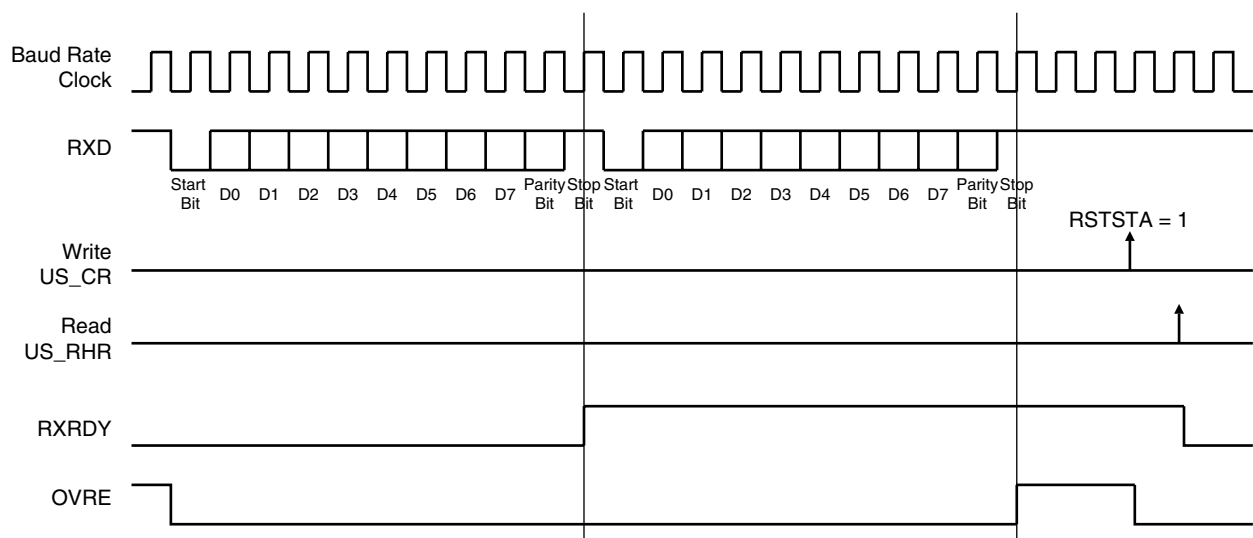 Baud Rate
Clock
RXD
Start
Bit
D0
D1
D2
D3
D4
D5
D6
D7
Parity
Bit
Stop
Bit
Start
Bit
D0
D1
D2
D3
D4
D5
D6
D7
Parity
Bit
Stop
Bit
RSTSTA = 1
Write
US_CR
Read
US_RHR
RXRDY
OVRE